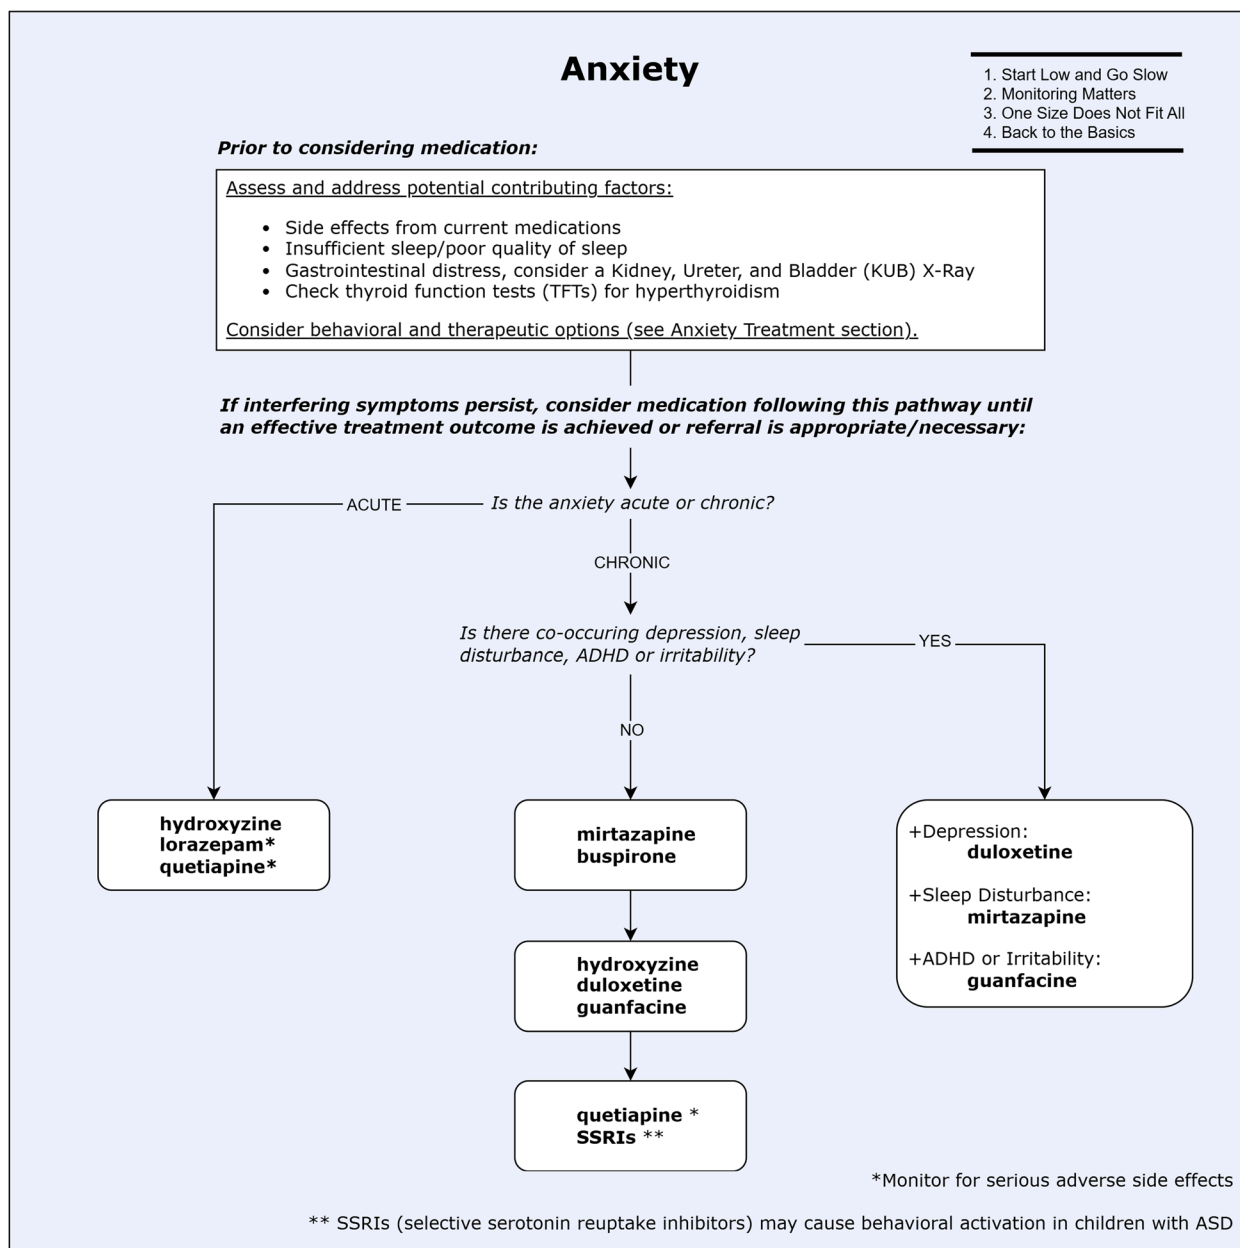 Anxiety
1. Start Low and Go Slow
2. Monitoring Matters
3. One Size Does Not Fit All
4. Back to the Basics
Prior to considering medication:
Assess and address potential contributing factors:
• Side effects from current medications
• Insufficient sleep/poor quality of sleep
• Gastrointestinal distress, consider a Kidney, Ureter, and Bladder (KUB) X-Ray
• Check thyroid function tests (TFTs) for hyperthyroidism
Consider behavioral and therapeutic options (see Anxiety Treatment section).
If interfering symptoms persist, consider medication following this pathway until
an effective treatment outcome is achieved or referral is appropriate/necessary:
ACUTE
Is the anxiety acute or chronic?
CHRONIC
Is there co-occuring depression, sleep
disturbance, ADHD or irritability?
YES
NO
hydroxyzine
lorazepam*
quetiapine*
mirtazapine
buspirone
+Depression:
duloxetine
+Sleep Disturbance:
mirtazapine
+ADHD or Irritability:
guanfacine
hydroxyzine
duloxetine
guanfacine
quetiapine *
SSRIs **
*Monitor for serious adverse side effects
** SSRIs (selective serotonin reuptake inhibitors) may cause behavioral activation in children with ASD